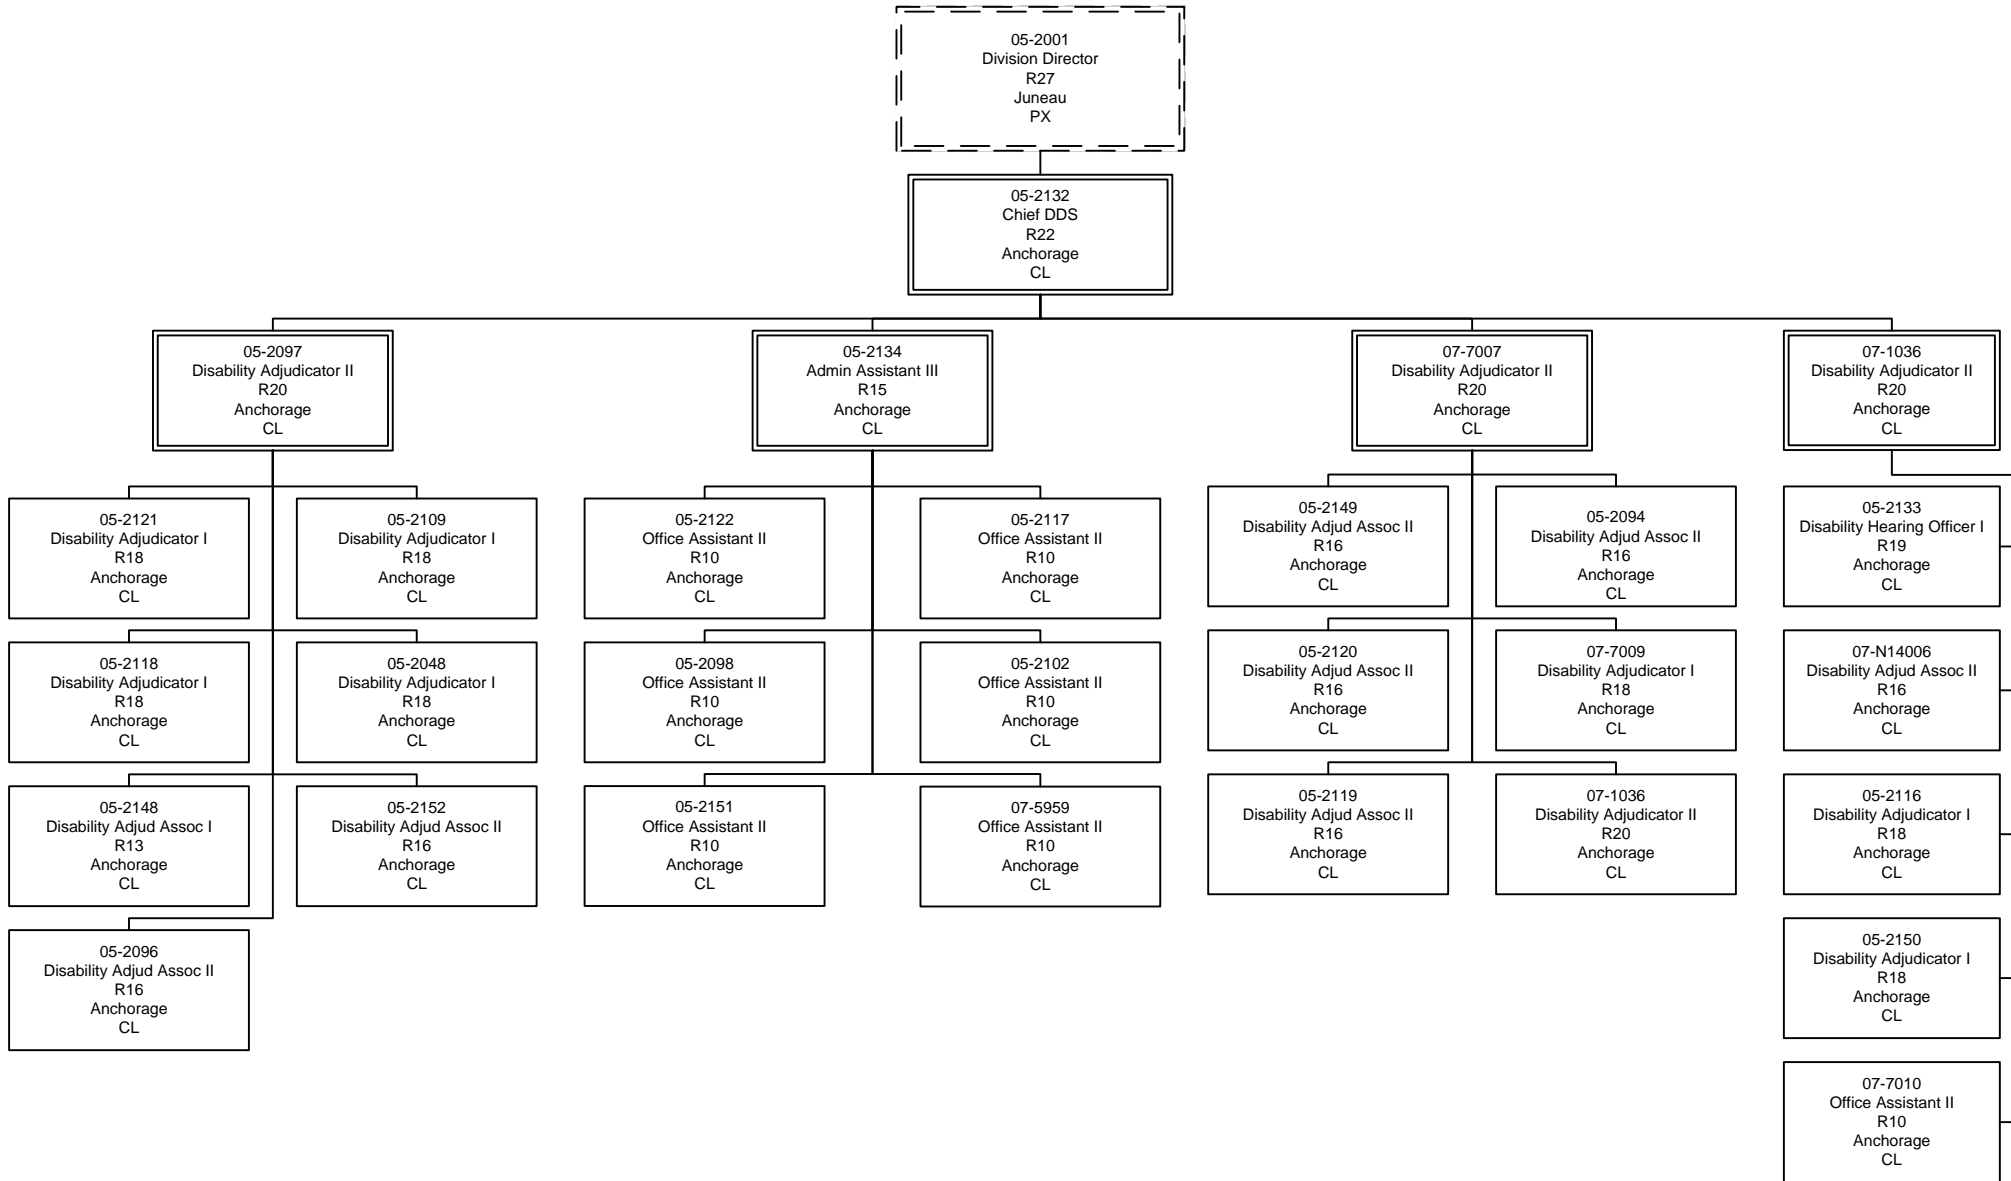 05-2001
Division Director
R27
Juneau
PX
05-2132
Chief DDS
R22
Anchorage
CL
05-2097
Disability Adjudicator II
R20
Anchorage
CL
05-2134
Admin Assistant III
R15
Anchorage
CL
07-7007
Disability Adjudicator II
R20
Anchorage
CL
07-1036
Disability Adjudicator II
R20
Anchorage
CL
05-2121
Disability Adjudicator I
R18
Anchorage
CL
05-2109
Disability Adjudicator I
R18
Anchorage
CL
05-2122
Office Assistant II
R10
Anchorage
CL
05-2117
Office Assistant II
R10
Anchorage
CL
05-2149
Disability Adjud Assoc II
R16
Anchorage
CL
05-2094
Disability Adjud Assoc II
R16
Anchorage
CL
05-2133
Disability Hearing Officer I
R19
Anchorage
CL
05-2118
Disability Adjudicator I
R18
Anchorage
CL
05-2048
Disability Adjudicator I
R18
Anchorage
CL
05-2098
Office Assistant II
R10
Anchorage
CL
05-2102
Office Assistant II
R10
Anchorage
CL
05-2120
Disability Adjud Assoc II
R16
Anchorage
CL
07-7009
Disability Adjudicator I
R18
Anchorage
CL
07-N14006
Disability Adjud Assoc II
R16
Anchorage
CL
05-2148
Disability Adjud Assoc I
R13
Anchorage
CL
05-2152
Disability Adjud Assoc II
R16
Anchorage
CL
05-2151
Office Assistant II
R10
Anchorage
CL
07-5959
Office Assistant II
R10
Anchorage
CL
05-2119
Disability Adjud Assoc II
R16
Anchorage
CL
07-1036
Disability Adjudicator II
R20
Anchorage
CL
05-2116
Disability Adjudicator I
R18
Anchorage
CL
05-2096
Disability Adjud Assoc II
R16
Anchorage
CL
05-2150
Disability Adjudicator I
R18
Anchorage
CL
07-7010
Office Assistant II
R10
Anchorage
CL